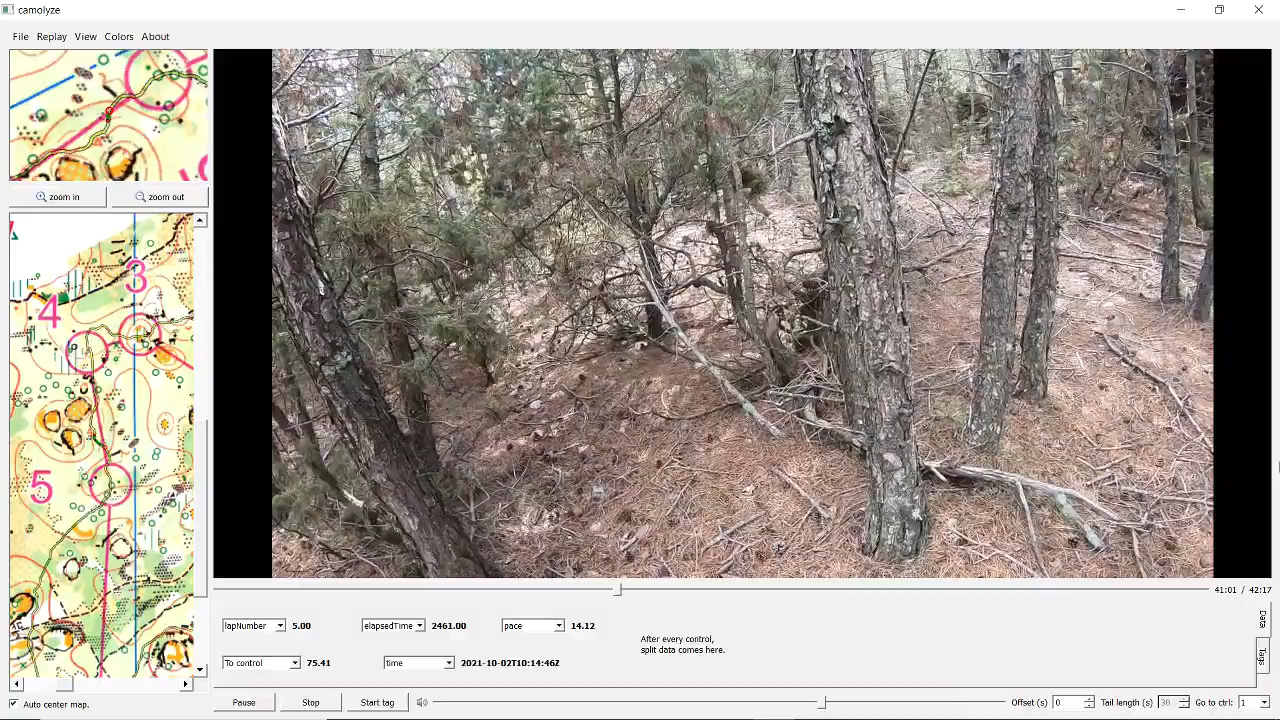 camolyze
File Replay View Colors About
zoom in zoom out
3
4
5
41:01 / 42:17
Data
Tags
lapNumber 5.00 elapsedTime 2461.00 pace 14.12
After every control,
split data comes here.
To control 75.41 time 2021-10-02T10:14:46Z
Auto center map.
Pause Stop Start tag Offset (s) 0 Tail length (s) 30 Go to ctrl: 1